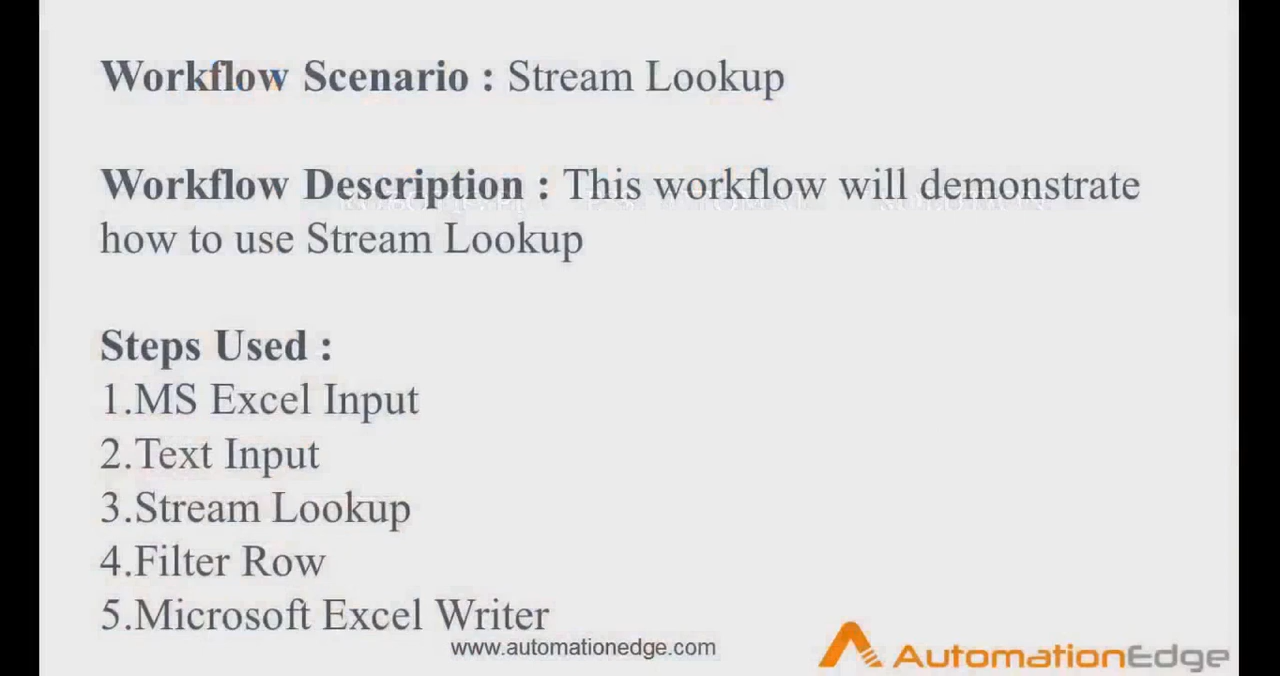 Workflow Scenario : Stream Lookup
Workflow Description : This workflow will demonstrate
how to use Stream Lookup
Steps Used :
1.MS Excel Input
2.Text Input
3.Stream Lookup
4.Filter Row
5.Microsoft Excel Writer
www.automationedge.com
AutomationEdge